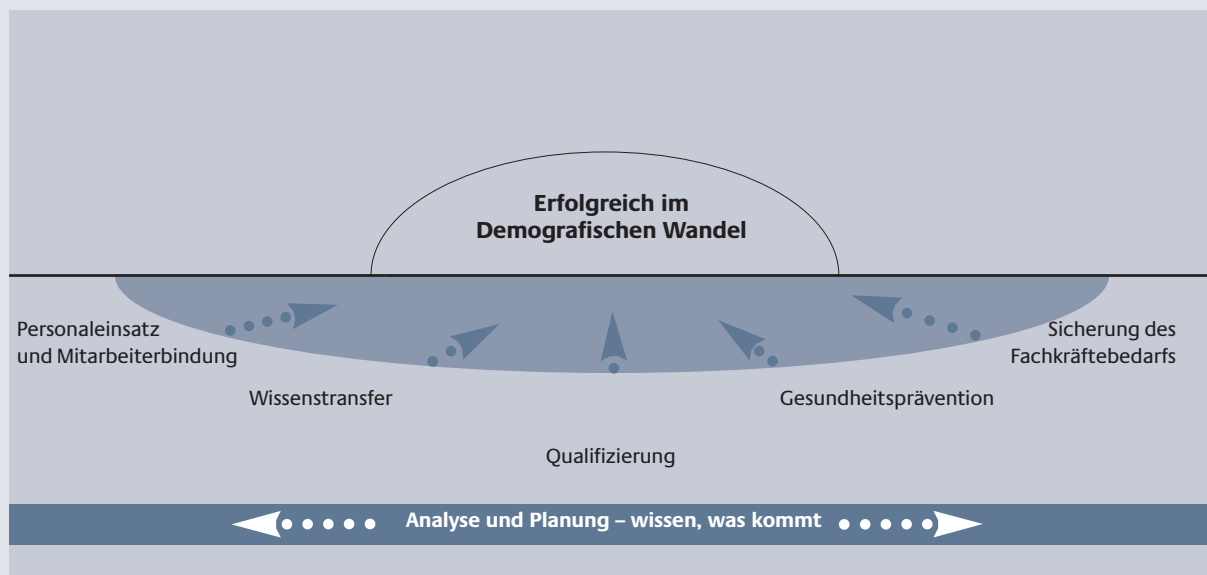 Erfolgreich im
Demografischen Wandel
Personaleinsatz
und Mitarbeiterbindung
Wissenstransfer
Qualifizierung
Gesundheitsprävention
Sicherung des
Fachkräftebedarfs
Analyse und Planung – wissen, was kommt